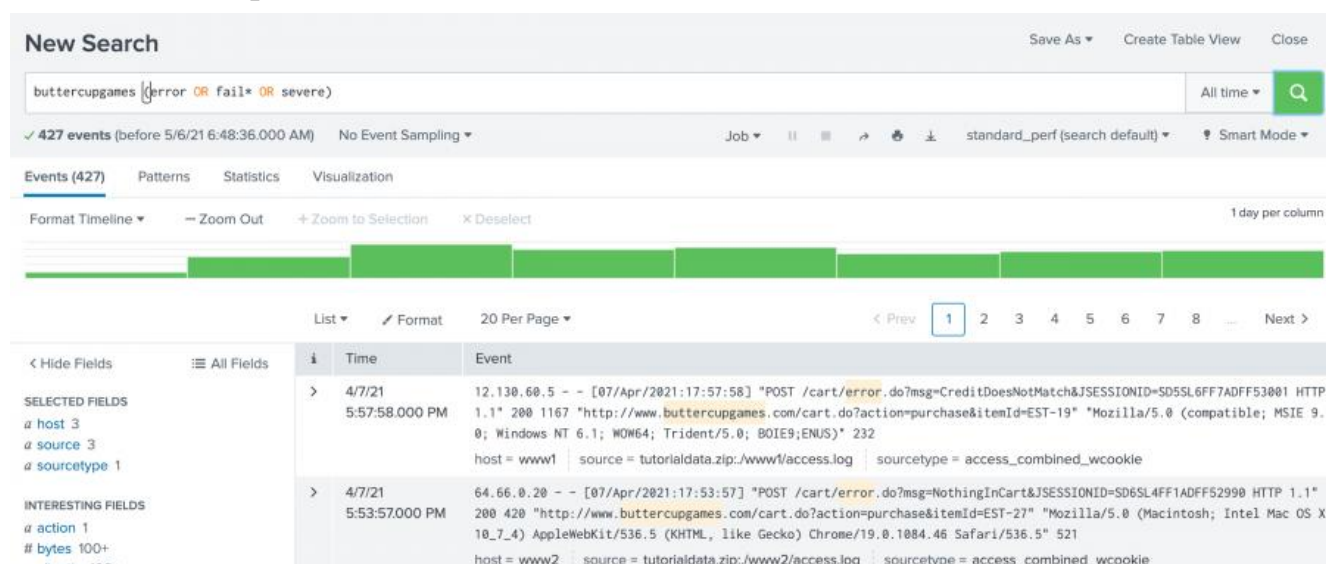 New Search
Save As ▾ Create Table View Close
buttercupgames (error OR fail* OR severe)
All time ▾
✓ 427 events (before 5/6/21 6:48:36.000 AM) No Event Sampling ▾
Job ▾ standard_perf (search default) ▾ Smart Mode ▾
Events (427) Patterns Statistics Visualization
Format Timeline ▾ — Zoom Out + Zoom to Selection × Deselect
1 day per column
List ▾ Format 20 Per Page ▾
< Prev 1 2 3 4 5 6 7 8 ... Next >
< Hide Fields All Fields
i Time Event
SELECTED FIELDS
a host 3
a source 3
a sourcetype 1
INTERESTING FIELDS
a action 1
# bytes 100+
> 4/7/21
5:57:58.000 PM
12.130.60.5 - - [07/Apr/2021:17:57:58] "POST /cart/error.do?msg=CreditDoesNotMatch&JSESSIONID=SD5SL6FF7ADFF53001 HTTP
1.1" 200 1167 "http://www.buttercupgames.com/cart.do?action=purchase&itemId=EST-19" "Mozilla/5.0 (compatible; MSIE 9.
0; Windows NT 6.1; WOW64; Trident/5.0; BOIE9;ENUS)" 232
host = www1 source = tutorialdata.zip:./www1/access.log sourcetype = access_combined_wcookie
> 4/7/21
5:53:57.000 PM
64.66.0.20 - - [07/Apr/2021:17:53:57] "POST /cart/error.do?msg=NothingInCart&JSESSIONID=SD6SL4FF1ADFF52990 HTTP 1.1"
200 420 "http://www.buttercupgames.com/cart.do?action=purchase&itemId=EST-27" "Mozilla/5.0 (Macintosh; Intel Mac OS X
10_7_4) AppleWebKit/536.5 (KHTML, like Gecko) Chrome/19.0.1084.46 Safari/536.5" 521
host = www2 source = tutorialdata.zip:./www2/access.log sourcetype = access_combined_wcookie